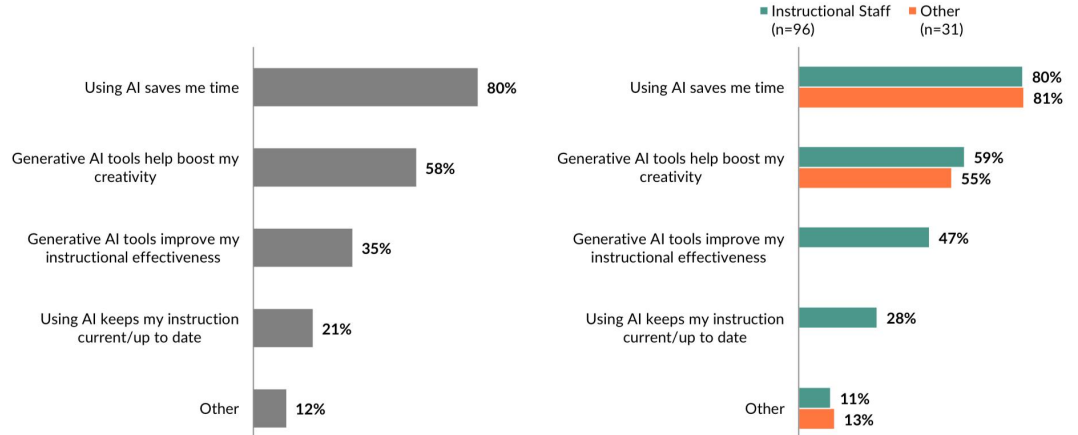 Instructional Staff
(n=96)
Other
(n=31)
Using AI saves me time
80%
Generative AI tools help boost my
creativity
58%
Generative AI tools improve my
instructional effectiveness
35%
Using AI keeps my instruction
current/up to date
21%
Other
12%
Using AI saves me time
80%
81%
Generative AI tools help boost my
creativity
59%
55%
Generative AI tools improve my
instructional effectiveness
47%
Using AI keeps my instruction
current/up to date
28%
Other
11%
13%